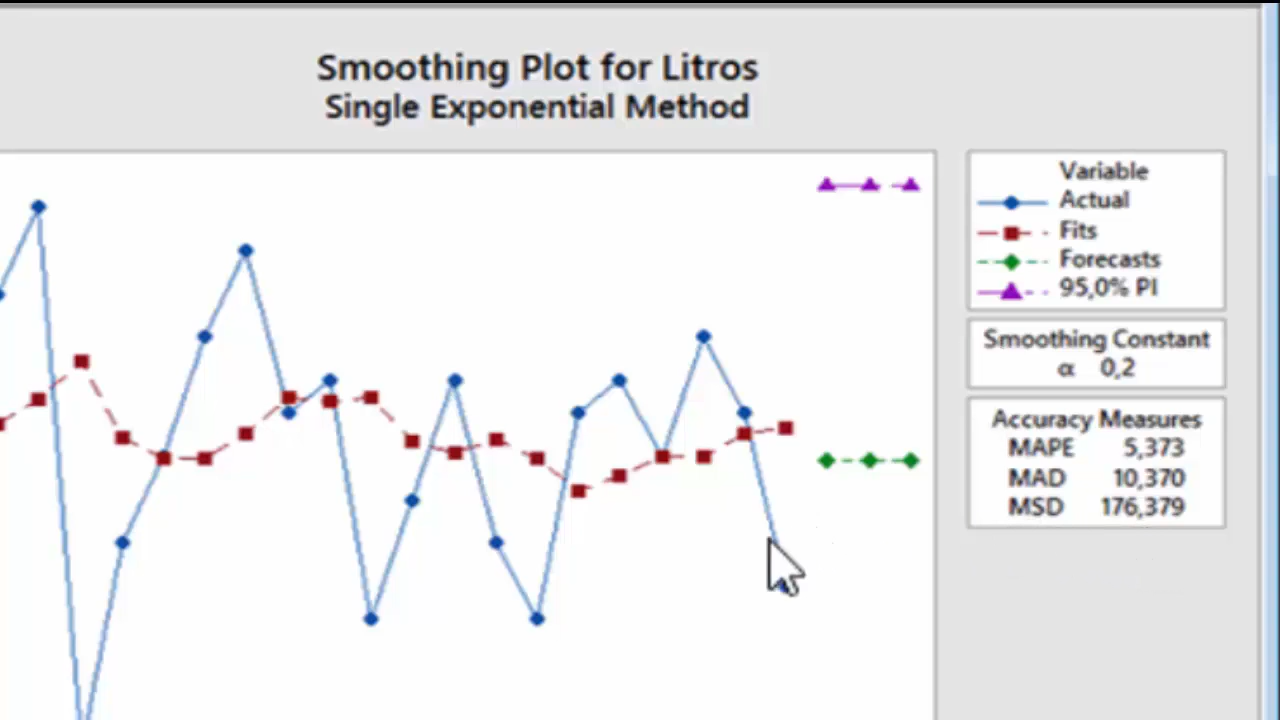 Smoothing Plot for Litros
Single Exponential Method
Variable
Actual
Fits
Forecasts
95,0% PI
Smoothing Constant
α 0,2
Accuracy Measures
MAPE 5,373
MAD 10,370
MSD 176,379